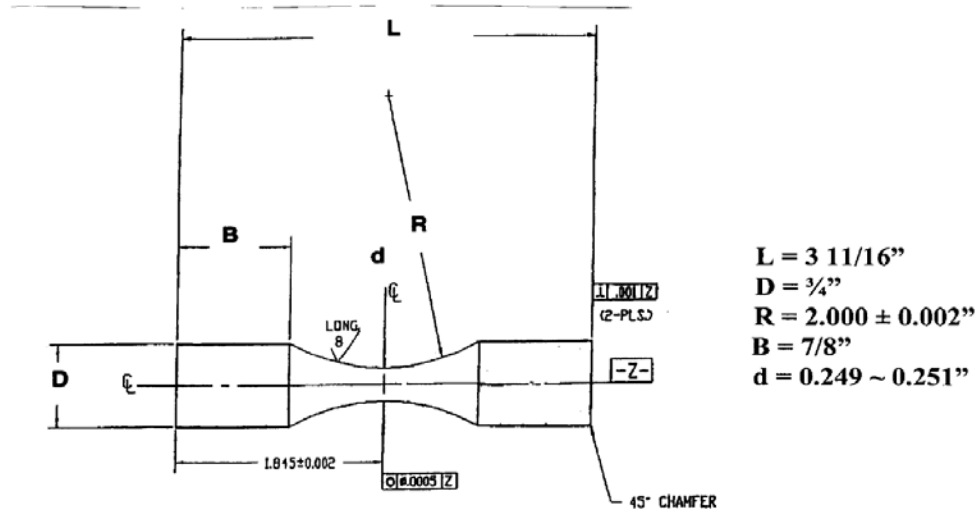 L
R
B
d
℄
⟂ .001 Z
(2-PLS.)
LONG
8
D
℄
-Z-
1.845±0.002
○ ø.0005 Z
45° CHAMFER
L = 3 11/16”
D = ¾”
R = 2.000 ± 0.002”
B = 7/8”
d = 0.249 ~ 0.251”